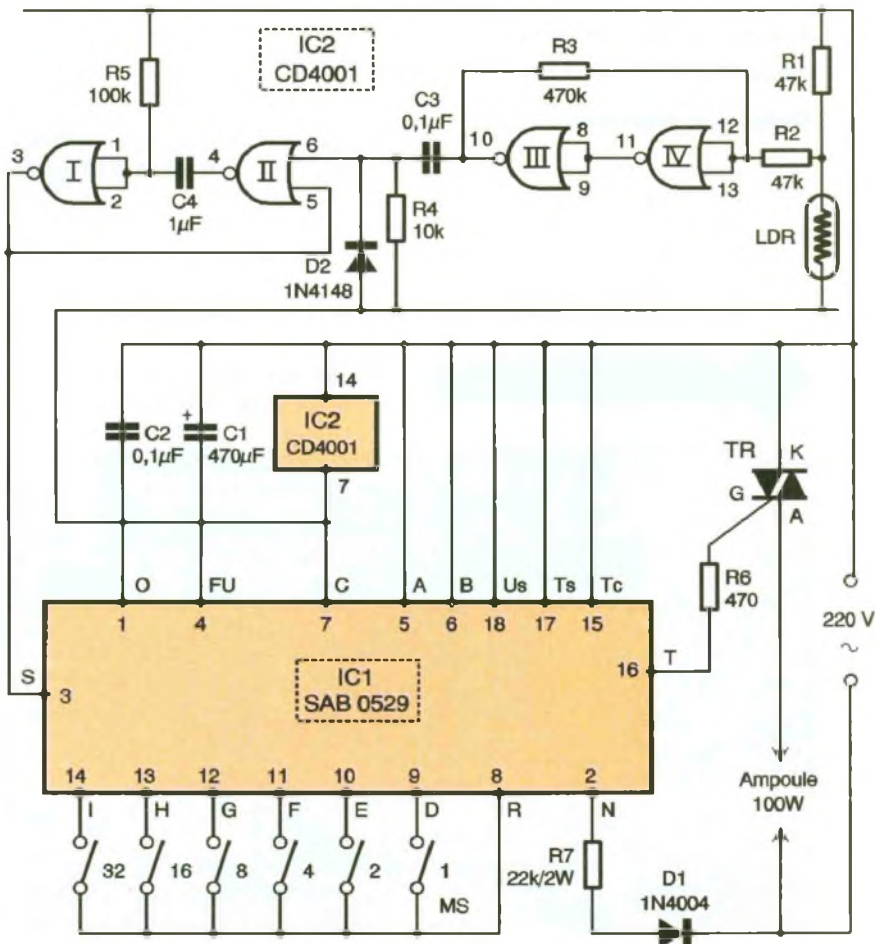 IC2
CD4001
R5
100k
3
I
1
2
C4
1µF
4
II
6
5
D2
1N4148
R4
10k
C3
0,1µF
10
III
8
9
R3
470k
11
IV
12
13
R2
47k
R1
47k
LDR
C2
0,1µF
+
C1
470µF
14
IC2
CD4001
7
TR
K
G
A
R6
470
220 V
~
O
FU
C
A
B
Us
Ts
Tc
1
4
7
5
6
18
17
15
S
3
IC1
SAB 0529
16
T
14
13
12
11
10
9
8
2
I
H
G
F
E
D
R
N
32
16
8
4
2
1
MS
R7
22k/2W
D1
1N4004
Ampoule
100W